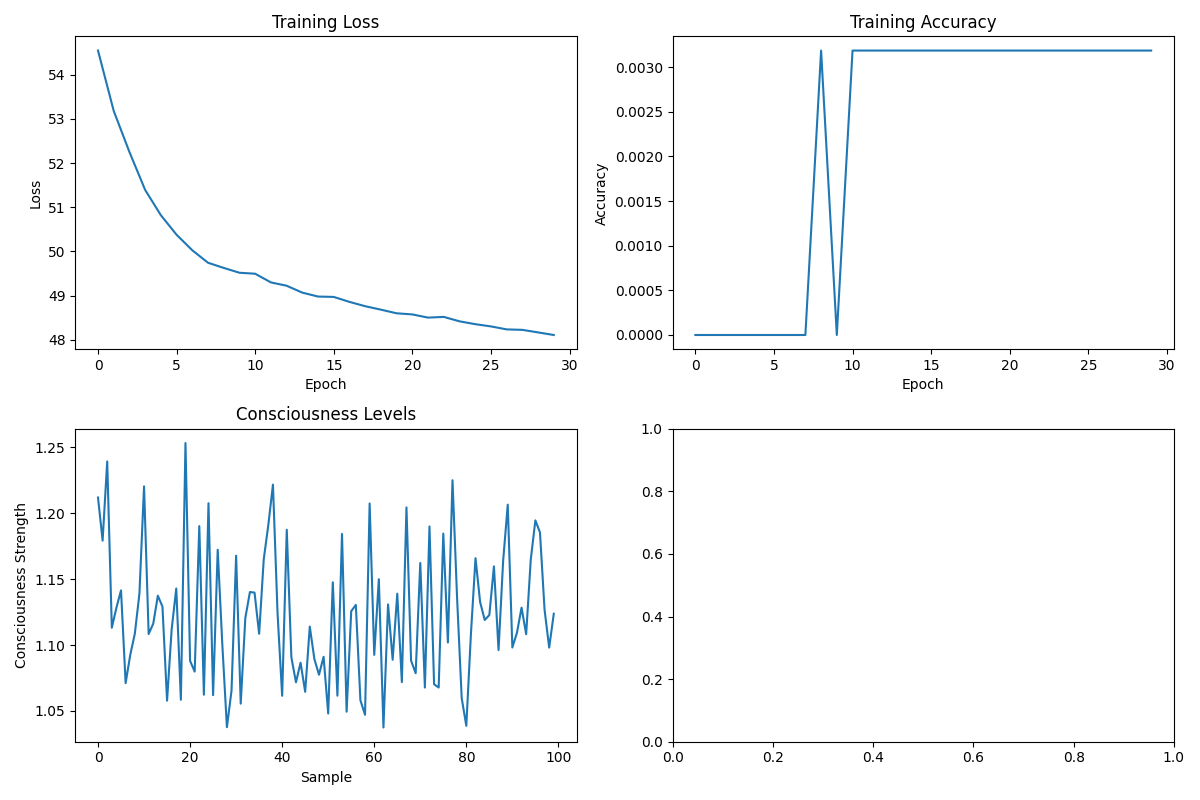 Training Loss
54
53
52
51
50
49
48
Loss
0 5 10 15 20 25 30
Epoch
Training Accuracy
0.0030
0.0025
0.0020
0.0015
0.0010
0.0005
0.0000
Accuracy
0 5 10 15 20 25 30
Epoch
Consciousness Levels
1.25
1.20
1.15
1.10
1.05
Consciousness Strength
0 20 40 60 80 100
Sample
1.0
0.8
0.6
0.4
0.2
0.0
0.0 0.2 0.4 0.6 0.8 1.0